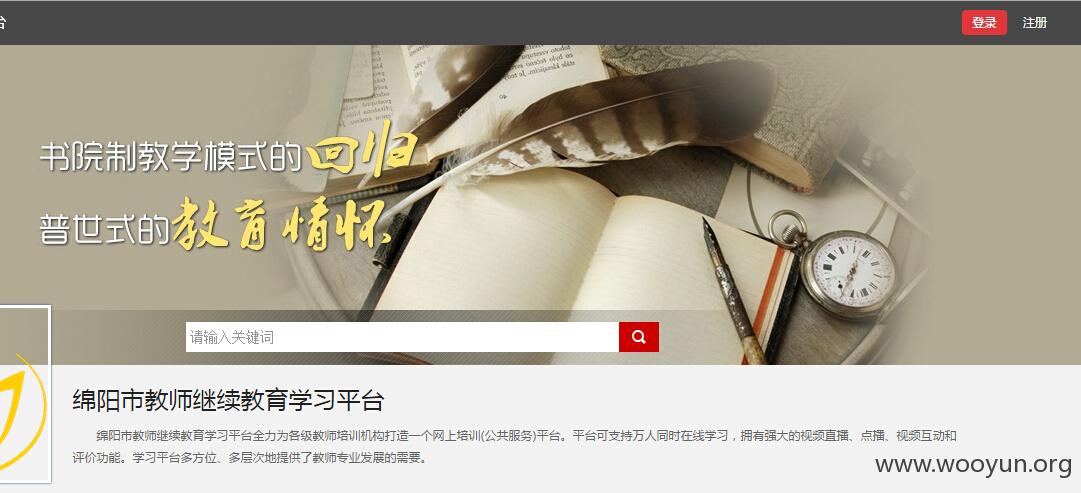 台
登录 注册
书院制教学模式的回归
普世式的教育情怀
请输入关键词
绵阳市教师继续教育学习平台
绵阳市教师继续教育学习平台全力为各级教师培训机构打造一个网上培训(公共服务)平台。平台可支持万人同时在线学习，拥有强大的视频直播、点播、视频互动和
评价功能。学习平台多方位、多层次地提供了教师专业发展的需要。
www.wooyun.org